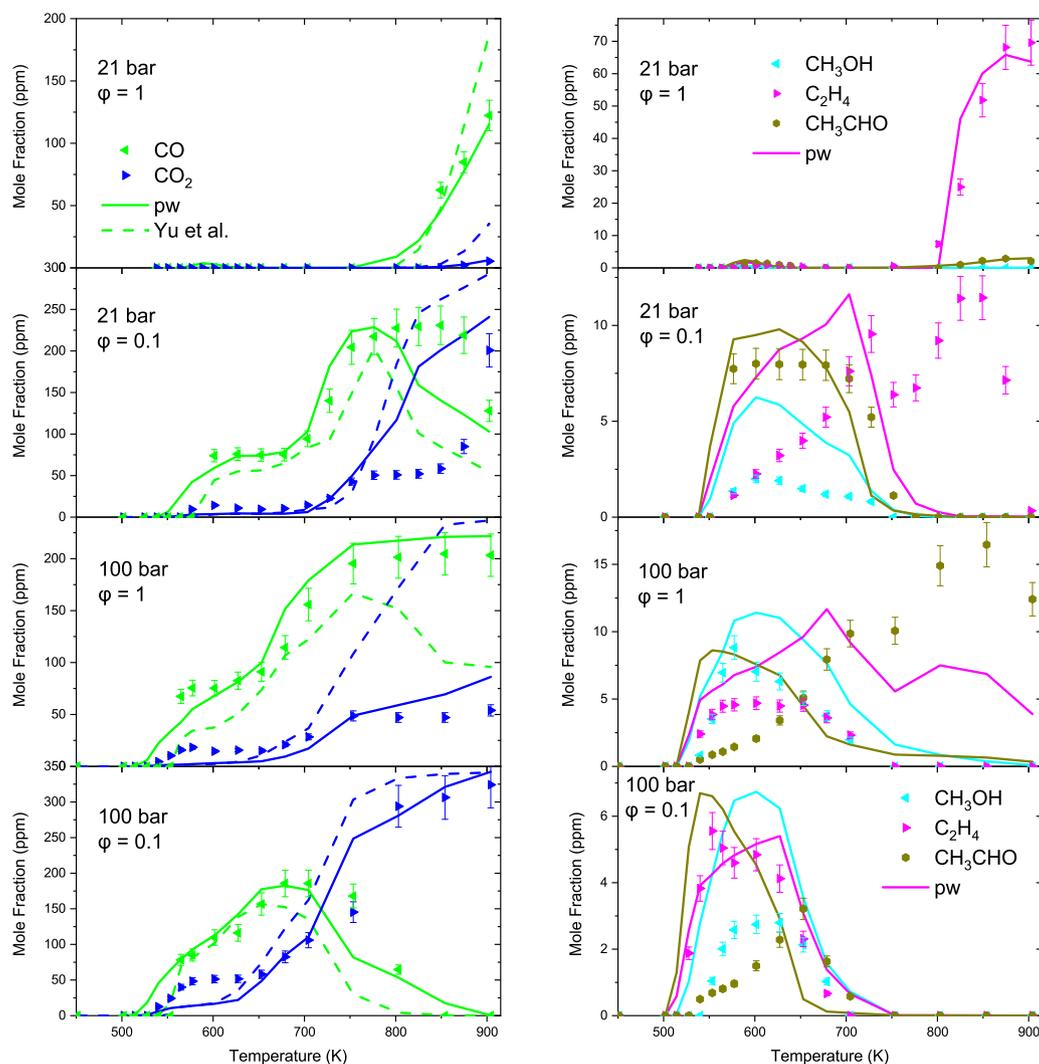 200
150
100
50
300
Mole Fraction (ppm)
21 bar
φ = 1
CO
CO2
pw
Yu et al.
250
200
150
100
50
0
Mole Fraction (ppm)
21 bar
φ = 0.1
200
150
100
50
350
Mole Fraction (ppm)
100 bar
φ = 1
300
250
200
150
100
50
0
Mole Fraction (ppm)
100 bar
φ = 0.1
500
600
700
800
900
Temperature (K)
70
60
50
40
30
20
10
0
Mole Fraction (ppm)
21 bar
φ = 1
CH3OH
C2H4
CH3CHO
pw
10
5
0
Mole Fraction (ppm)
21 bar
φ = 0.1
15
10
5
0
Mole Fraction (ppm)
100 bar
φ = 1
6
4
2
0
Mole Fraction (ppm)
100 bar
φ = 0.1
CH3OH
C2H4
CH3CHO
pw
500
600
700
800
900
Temperature (K)